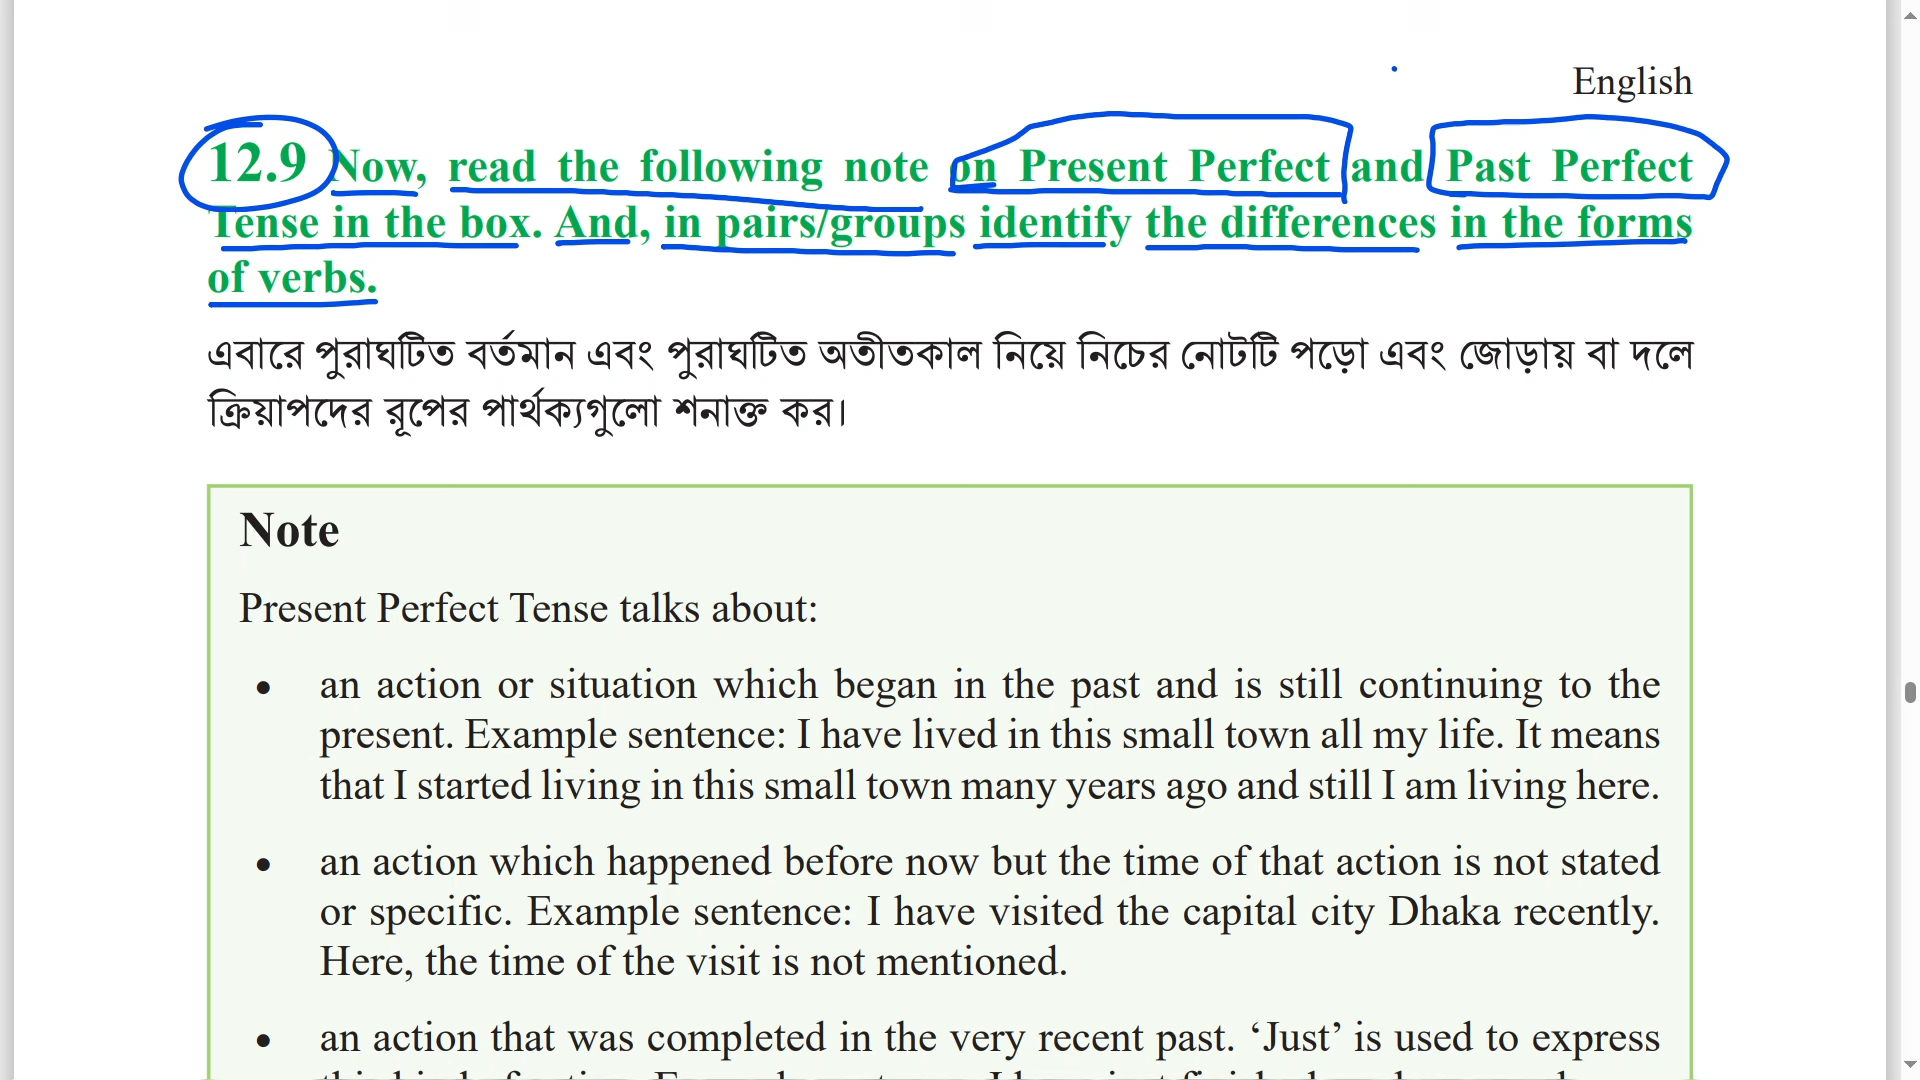 English
12.9 Now, read the following note on Present Perfect and Past Perfect
Tense in the box. And, in pairs/groups identify the differences in the forms
of verbs.
এবারে পুরাঘটিত বর্তমান এবং পুরাঘটিত অতীতকাল নিয়ে নিচের নোটটি পড়ো এবং জোড়ায় বা দলে
ক্রিয়াপদের রূপের পার্থক্যগুলো শনাক্ত কর।
Note
Present Perfect Tense talks about:
• an action or situation which began in the past and is still continuing to the
present. Example sentence: I have lived in this small town all my life. It means
that I started living in this small town many years ago and still I am living here.
• an action which happened before now but the time of that action is not stated
or specific. Example sentence: I have visited the capital city Dhaka recently.
Here, the time of the visit is not mentioned.
• an action that was completed in the very recent past. ‘Just’ is used to express